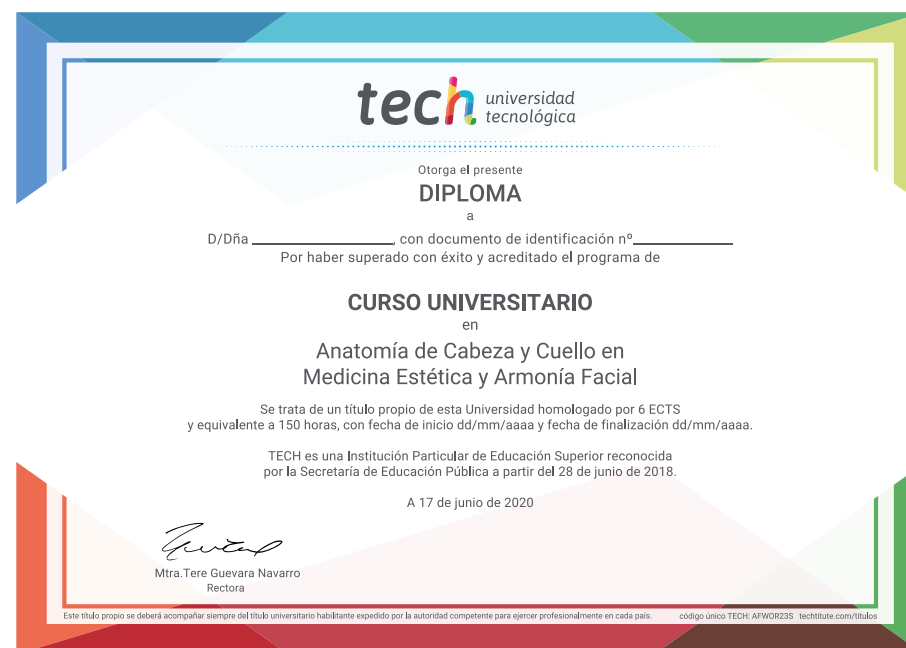 tech universidad
tecnológica
Otorga el presente
DIPLOMA
a
D/Dña ________________, con documento de identificación nº____________
Por haber superado con éxito y acreditado el programa de
CURSO UNIVERSITARIO
en
Anatomía de Cabeza y Cuello en
Medicina Estética y Armonía Facial
Se trata de un título propio de esta Universidad homologado por 6 ECTS
y equivalente a 150 horas, con fecha de inicio dd/mm/aaaa y fecha de finalización dd/mm/aaaa.
TECH es una Institución Particular de Educación Superior reconocida
por la Secretaría de Educación Pública a partir del 28 de junio de 2018.
A 17 de junio de 2020
Mtra.Tere Guevara Navarro
Rectora
Este título propio se deberá acompañar siempre del título universitario habilitante expedido por la autoridad competente para ejercer profesionalmente en cada país. código único TECH: AFWOR23S techtitute.com/titulos